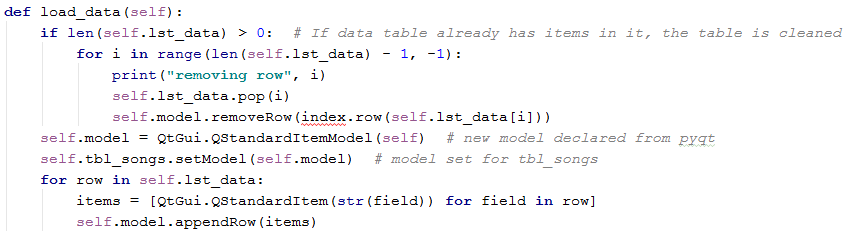 def load_data(self):
    if len(self.lst_data) > 0:  # If data table already has items in it, the table is cleaned
        for i in range(len(self.lst_data) - 1, -1):
            print("removing row", i)
            self.lst_data.pop(i)
            self.model.removeRow(index.row(self.lst_data[i]))
    self.model = QtGui.QStandardItemModel(self)  # new model declared from pyqt
    self.tbl_songs.setModel(self.model)  # model set for tbl_songs
    for row in self.lst_data:
        items = [QtGui.QStandardItem(str(field)) for field in row]
        self.model.appendRow(items)